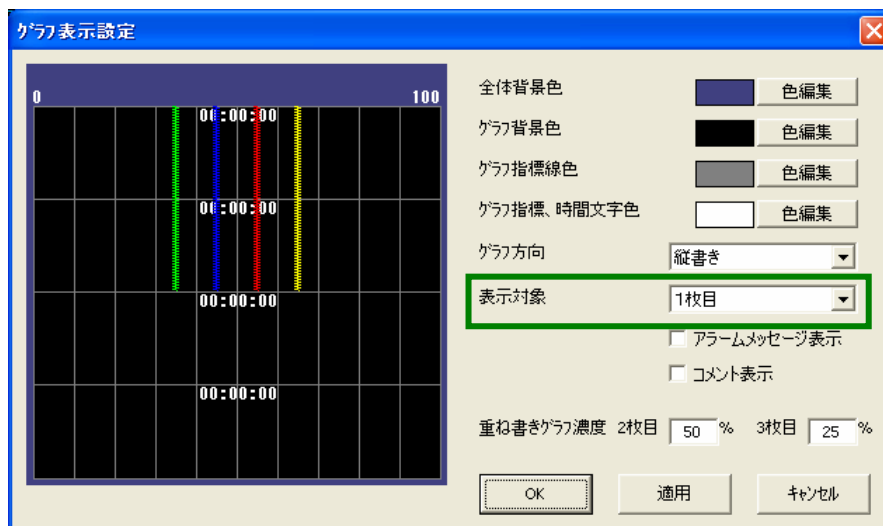 グラフ表示設定
0 100
00:00:00
00:00:00
00:00:00
00:00:00
全体背景色 色編集
グラフ背景色 色編集
グラフ指標線色 色編集
グラフ指標、時間文字色 色編集
グラフ方向 縦書き
表示対象 1枚目
アラームメッセージ表示
コメント表示
重ね書きグラフ濃度 2枚目 50 % 3枚目 25 %
OK 適用 キャンセル